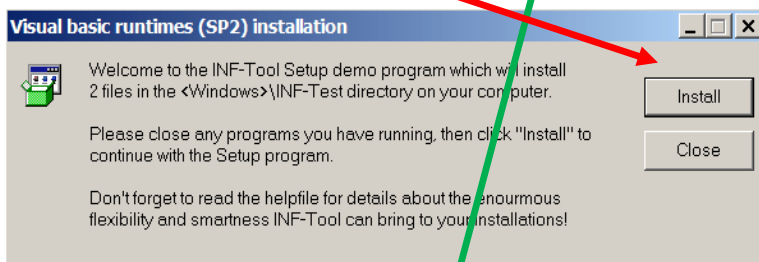 Visual basic runtimes (SP2) installation
Welcome to the INF-Tool Setup demo program which will install
2 files in the <Windows>\INF-Test directory on your computer.
Install
Please close any programs you have running, then click "Install" to
continue with the Setup program.
Close
Don't forget to read the helpfile for details about the enourmous
flexibility and smartness INF-Tool can bring to your installations!